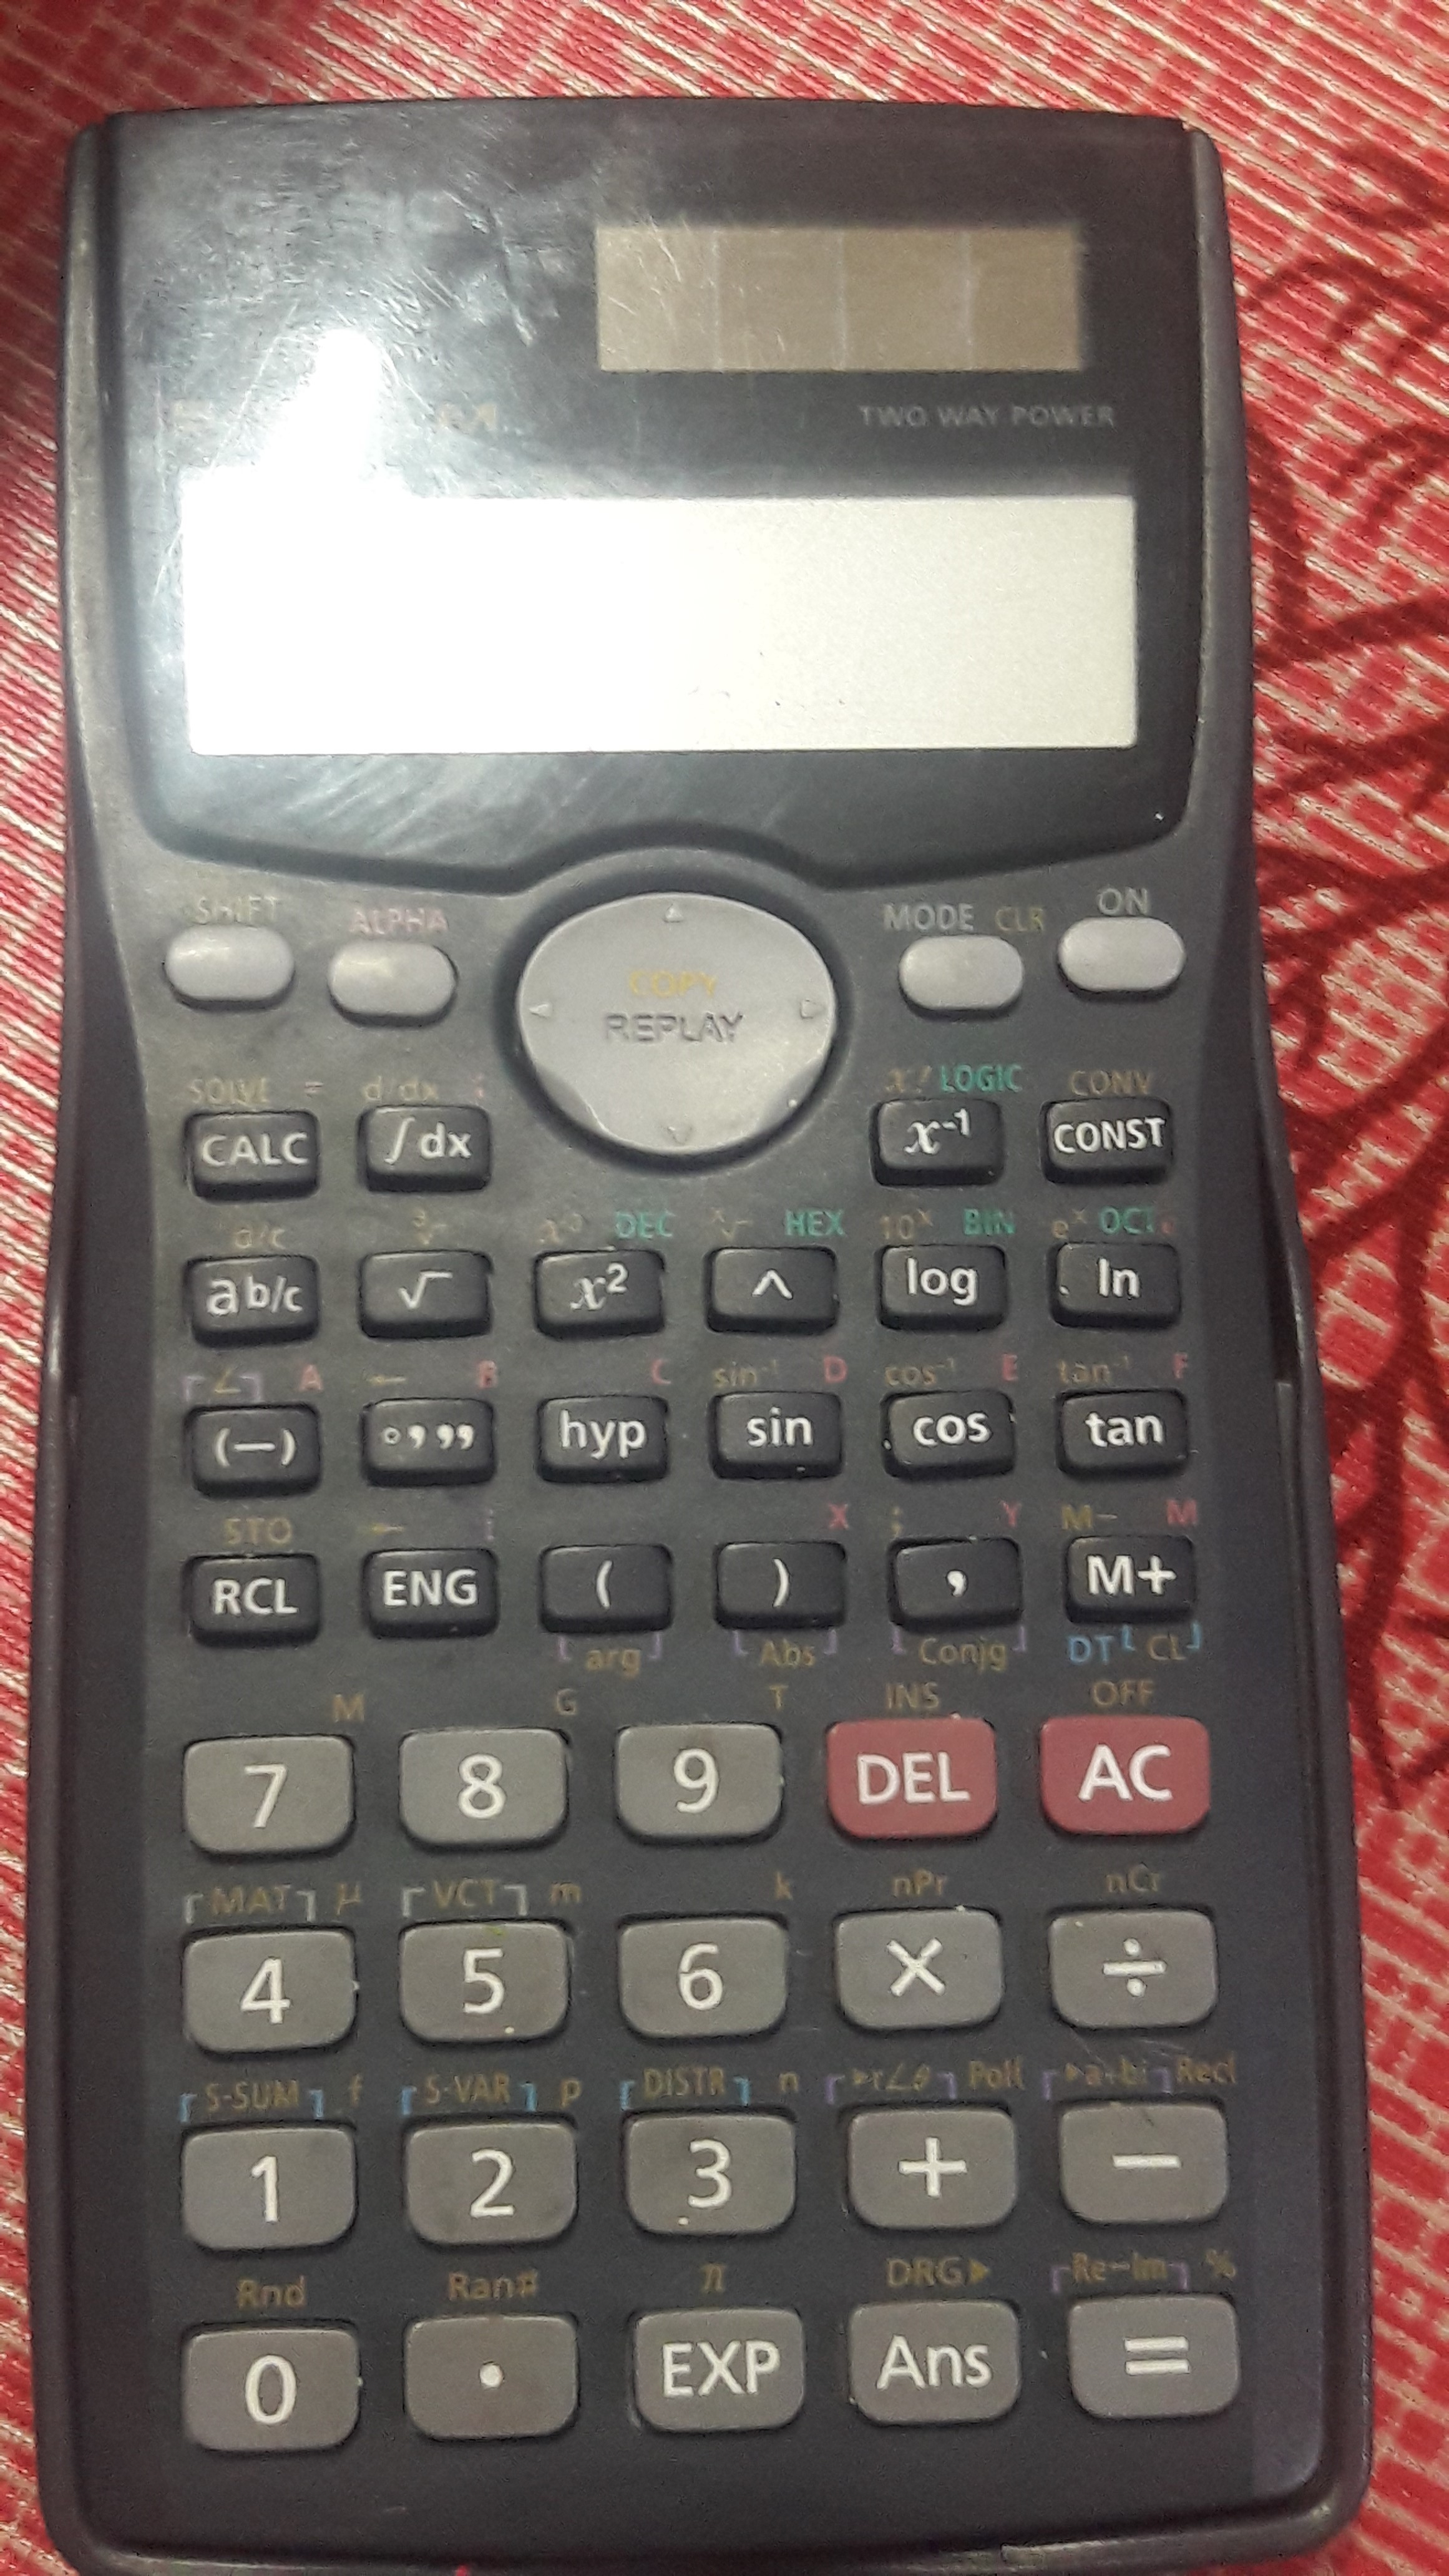 TWO WAY POWER
SHIFT ALPHA MODE CLR ON
COPY
REPLAY
SOLVE = d/dx ; x! LOGIC CONV
CALC ∫dx x⁻¹ CONST
a/c ³√ x³ DEC ˣ√ HEX 10ˣ BIN eˣ OCT e
a b/c √ x² ^ log ln
∠ A ← B C sin⁻¹ D cos⁻¹ E tan⁻¹ F
(−) ° ’ ’’ hyp sin cos tan
STO ← : X ; Y M− M
RCL ENG ( ) , M+
arg Abs Conjg DT CL
M G T INS OFF
7 8 9 DEL AC
MAT µ VCT m k nPr nCr
4 5 6 × ÷
S-SUM f S-VAR p DISTR n ▸r∠θ Pol( ▸a+bi Rec(
1 2 3 + −
Rnd Ran# π DRG▸ Re-Im %
0 . EXP Ans =